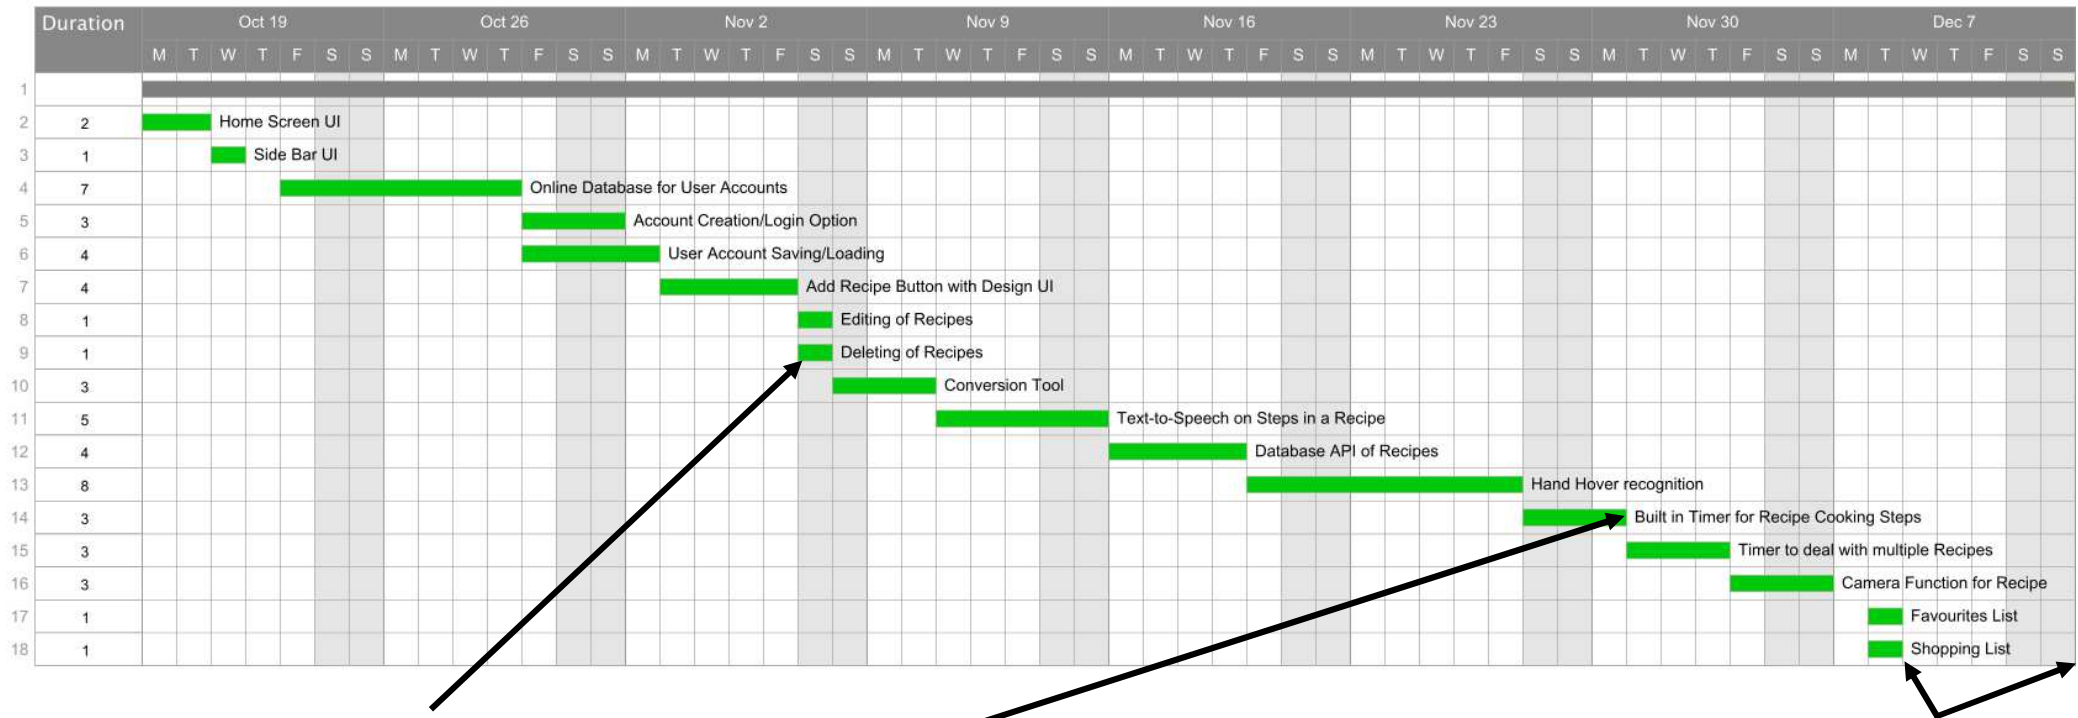 Duration Oct 19 Oct 26 Nov 2 Nov 9 Nov 16 Nov 23 Nov 30 Dec 7
M T W T F S S M T W T F S S M T W T F S S M T W T F S S M T W T F S S M T W T F S S M T W T F S S M T W T F S S
1
2 2 Home Screen UI
3 1 Side Bar UI
4 7 Online Database for User Accounts
5 3 Account Creation/Login Option
6 4 User Account Saving/Loading
7 4 Add Recipe Button with Design UI
8 1 Editing of Recipes
9 1 Deleting of Recipes
10 3 Conversion Tool
11 5 Text-to-Speech on Steps in a Recipe
12 4 Database API of Recipes
13 8 Hand Hover recognition
14 3 Built in Timer for Recipe Cooking Steps
15 3 Timer to deal with multiple Recipes
16 3 Camera Function for Recipe
17 1 Favourites List
18 1 Shopping List